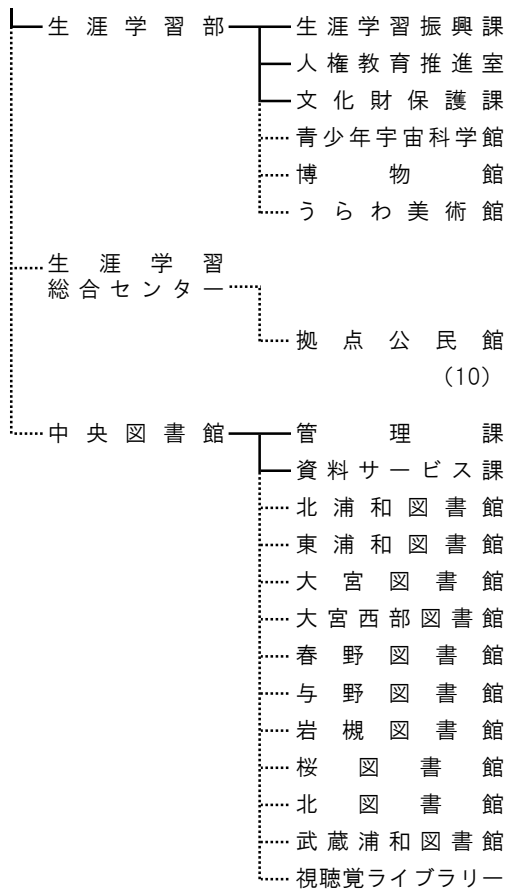 生涯学習部
生涯学習振興課
人権教育推進室
文化財保護課
青少年宇宙科学館
博物館
うらわ美術館
生涯学習
総合センター
拠点公民館
（10）
中央図書館
管理課
資料サービス課
北浦和図書館
東浦和図書館
大宮図書館
大宮西部図書館
春野図書館
与野図書館
岩槻図書館
桜図書館
北図書館
武蔵浦和図書館
視聴覚ライブラリー